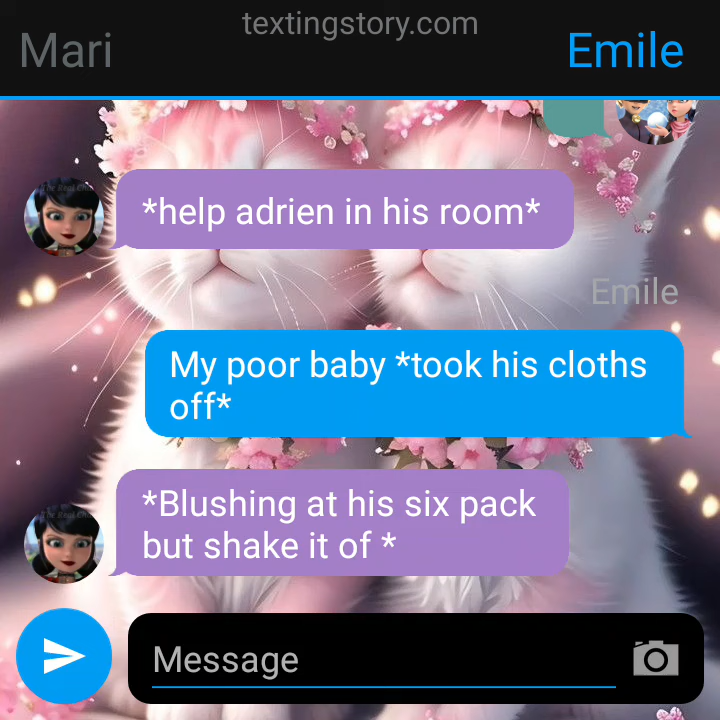 textingstory.com
Mari
Emile
*help adrien in his room*
Emile
My poor baby *took his cloths
off*
*Blushing at his six pack
but shake it of *
Message